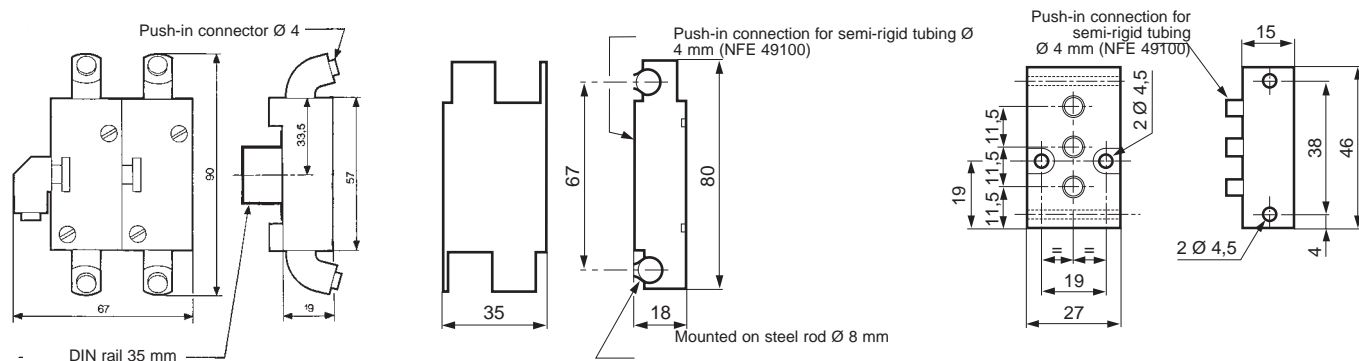 Push-in connector Ø 4
90
33,5
57
67
19
DIN rail 35 mm
Push-in connection for semi-rigid tubing Ø
4 mm (NFE 49100)
67
80
35
18
Mounted on steel rod Ø 8 mm
Push-in connection for
semi-rigid tubing
Ø 4 mm (NFE 49100)
15
2 Ø 4,5
11,5
11,5
11,5
19
38
46
= =
2 Ø 4,5
4
19
27